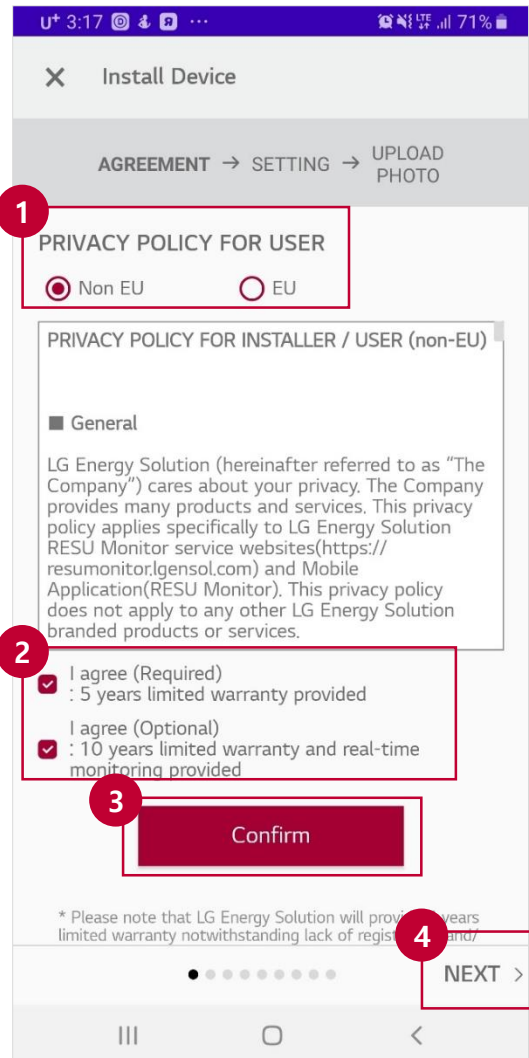 U+ 3:17 71%
Install Device
AGREEMENT → SETTING → UPLOAD
PHOTO
1
PRIVACY POLICY FOR USER
Non EU EU
PRIVACY POLICY FOR INSTALLER / USER (non-EU)
■ General
LG Energy Solution (hereinafter referred to as "The
Company") cares about your privacy. The Company
provides many products and services. This privacy
policy applies specifically to LG Energy Solution
RESU Monitor service websites(https://
resumonitor.lgensol.com) and Mobile
Application(RESU Monitor). This privacy policy
does not apply to any other LG Energy Solution
branded products or services.
2
I agree (Required)
: 5 years limited warranty provided
I agree (Optional)
: 10 years limited warranty and real-time
monitoring provided
3
Confirm
* Please note that LG Energy Solution will years
limited warranty notwithstanding lack of and/
4
NEXT >